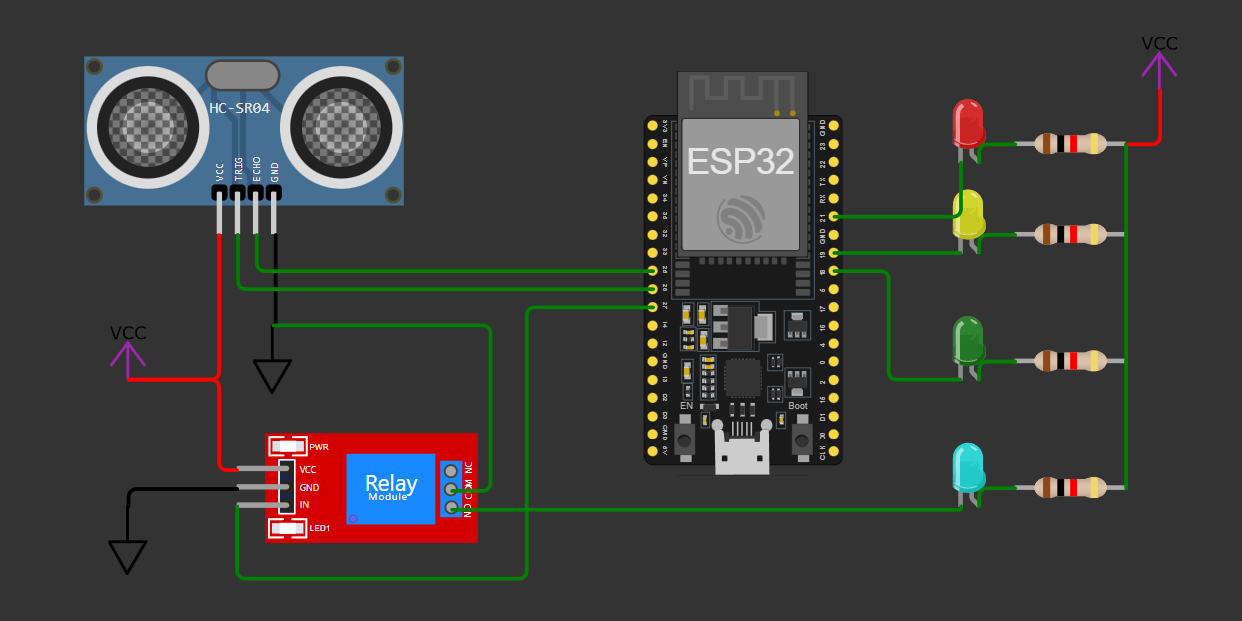 VCC
HC-SR04
VCC
TRIG
ECHO
GND
ESP32
3V3
EN
VP
VN
34
35
32
33
25
26
27
14
12
GND
13
D2
D3
CMD
5V
GND
23
22
TX
RX
21
GND
19
18
5
17
16
4
0
2
15
D1
D0
CLK
EN
Boot
VCC
PWR
VCC
GND
IN
LED1
Relay
Module
NC
COM
NO